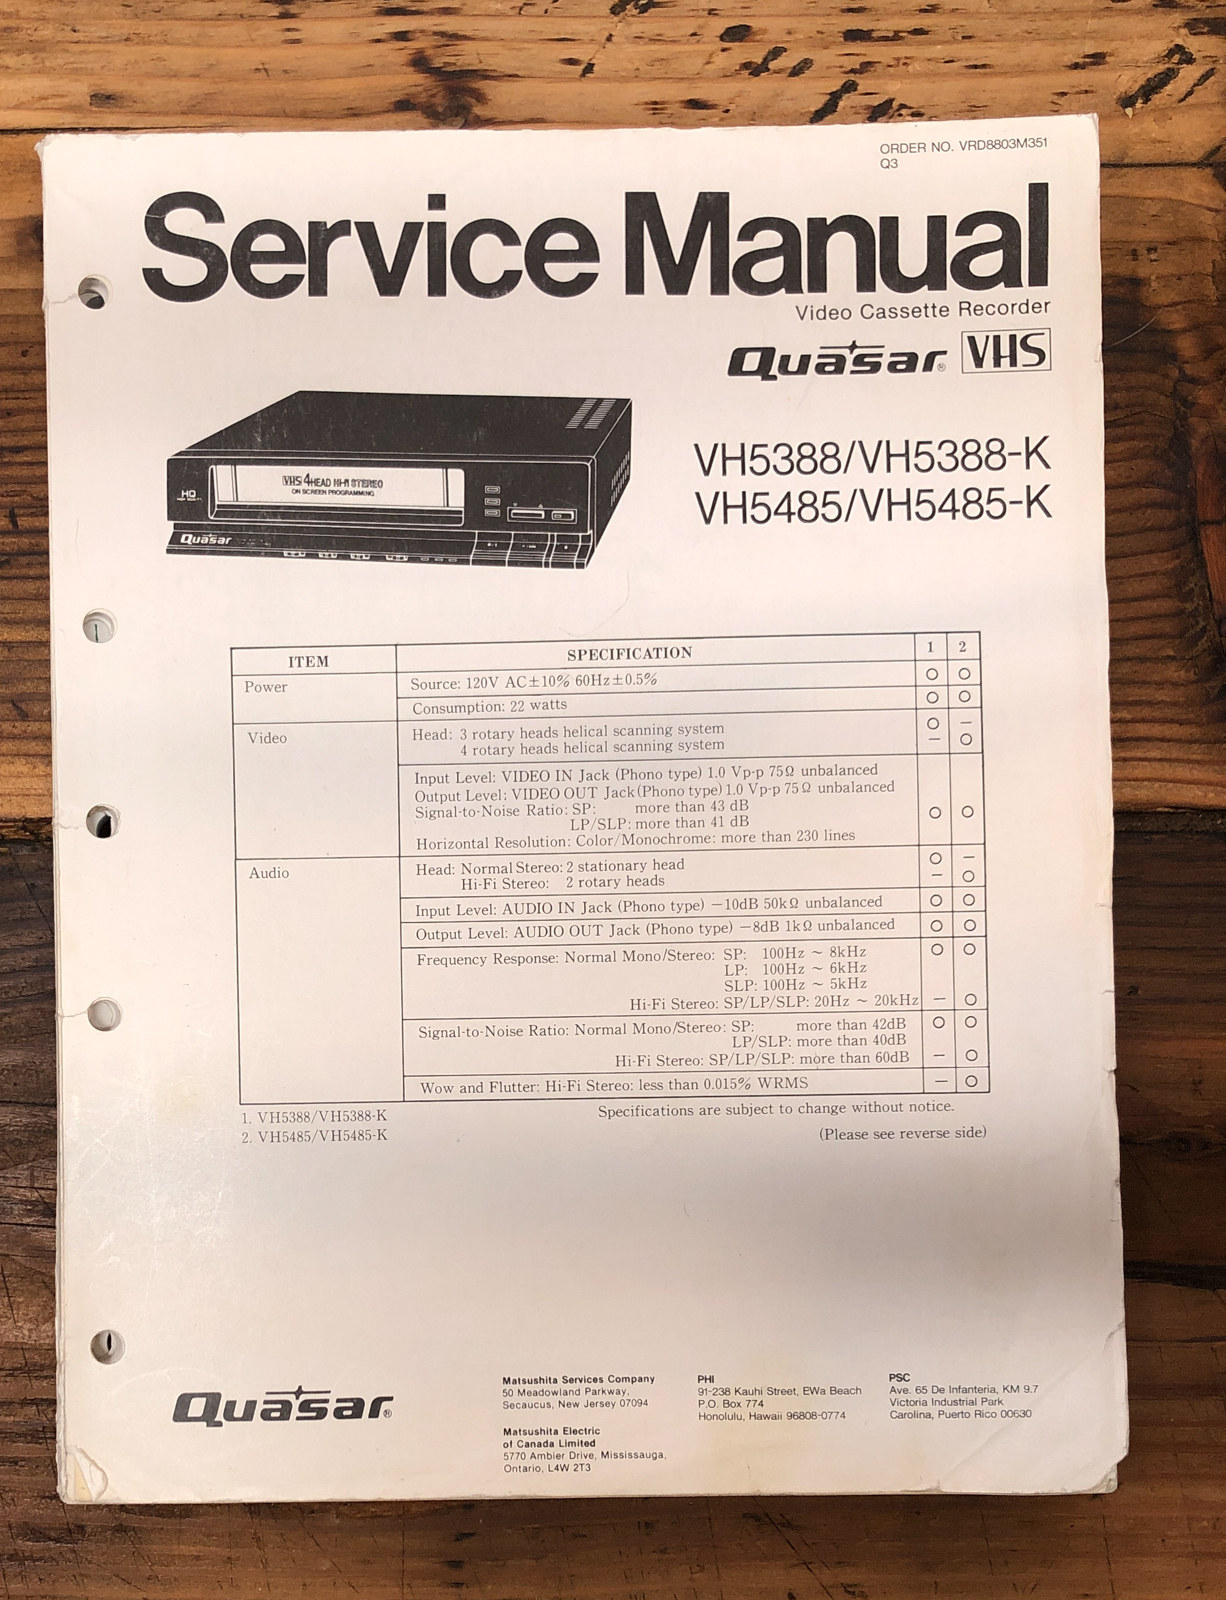 ORDER NO. VRD8803M351
Q3
Service Manual
Video Cassette Recorder
Quasar® VHS
VH5388/VH5388-K
VH5485/VH5485-K
VHS 4HEAD HI-FI STEREO
ON SCREEN PROGRAMMING
HQ
Quasar
ITEM SPECIFICATION 1 2
Power Source: 120V AC±10% 60Hz±0.5% ○ ○
Consumption: 22 watts ○ ○
Video Head: 3 rotary heads helical scanning system ○ —
4 rotary heads helical scanning system — ○
Input Level: VIDEO IN Jack (Phono type) 1.0 Vp-p 75Ω unbalanced
Output Level: VIDEO OUT Jack (Phono type) 1.0 Vp-p 75Ω unbalanced
Signal-to-Noise Ratio: SP: more than 43 dB ○ ○
LP/SLP: more than 41 dB
Horizontal Resolution: Color/Monochrome: more than 230 lines
Audio Head: Normal Stereo: 2 stationary head ○ —
Hi-Fi Stereo: 2 rotary heads — ○
Input Level: AUDIO IN Jack (Phono type) −10dB 50kΩ unbalanced ○ ○
Output Level: AUDIO OUT Jack (Phono type) −8dB 1kΩ unbalanced ○ ○
Frequency Response: Normal Mono/Stereo: SP: 100Hz ~ 8kHz ○ ○
LP: 100Hz ~ 6kHz
SLP: 100Hz ~ 5kHz
Hi-Fi Stereo: SP/LP/SLP: 20Hz ~ 20kHz — ○
Signal-to-Noise Ratio: Normal Mono/Stereo: SP: more than 42dB ○ ○
LP/SLP: more than 40dB
Hi-Fi Stereo: SP/LP/SLP: more than 60dB — ○
Wow and Flutter: Hi-Fi Stereo: less than 0.015% WRMS — ○
1. VH5388/VH5388-K Specifications are subject to change without notice.
2. VH5485/VH5485-K (Please see reverse side)
Quasar®
Matsushita Services Company
50 Meadowland Parkway,
Secaucus, New Jersey 07094
Matsushita Electric
of Canada Limited
5770 Ambler Drive, Mississauga,
Ontario, L4W 2T3
PHI
91-238 Kauhi Street, EWa Beach
P.O. Box 774
Honolulu, Hawaii 96808-0774
PSC
Ave. 65 De Infanteria, KM 9.7
Victoria Industrial Park
Carolina, Puerto Rico 00630